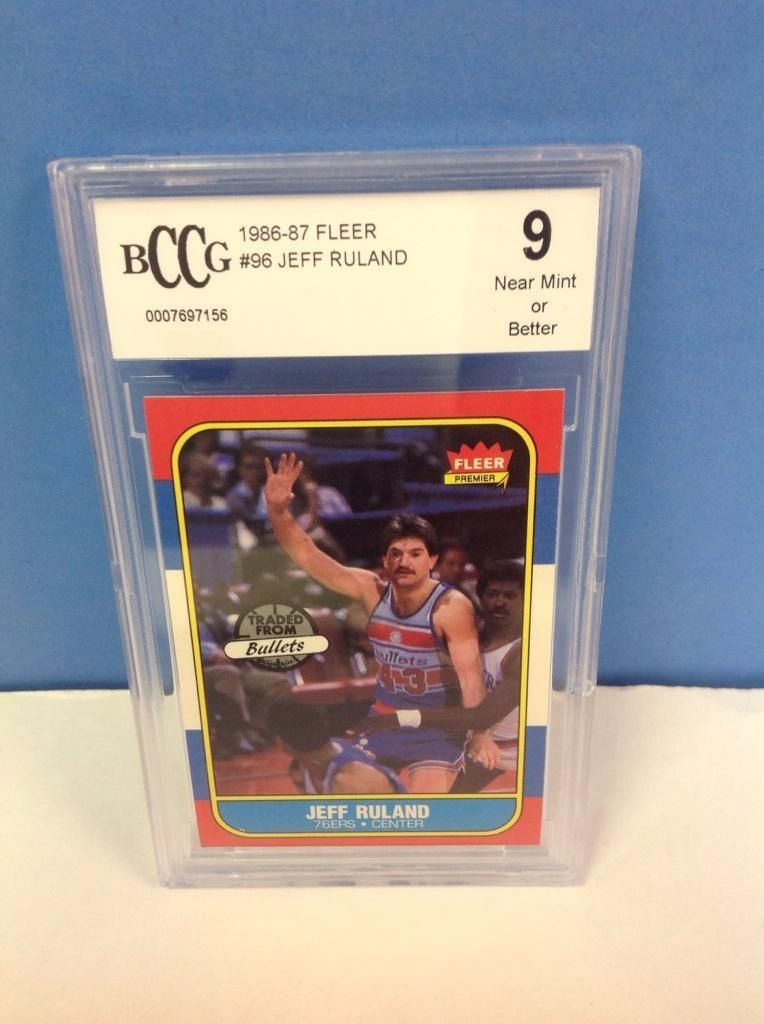 BCCG
1986-87 FLEER
#96 JEFF RULAND
0007697156
9
Near Mint
or
Better
FLEER
PREMIER
TRADED
FROM
Bullets
Bullets
43
JEFF RULAND
76ERS • CENTER